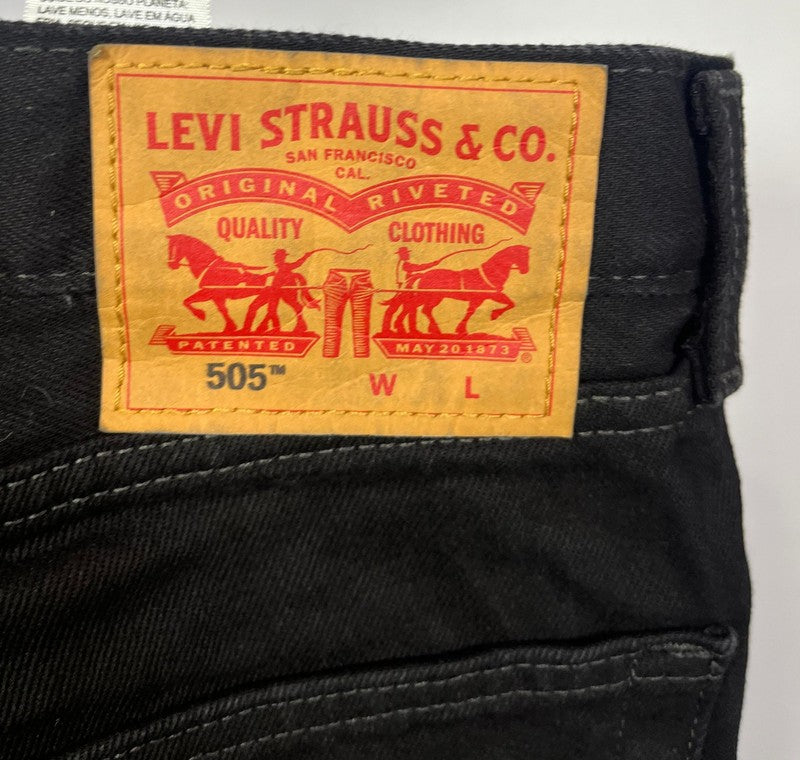 LAVE MENOS, LAVE EM ÁGUA
LEVI STRAUSS & CO.
SAN FRANCISCO
CAL.
ORIGINAL RIVETED
QUALITY CLOTHING
PATENTED MAY 20 1873 ®
505™ W L